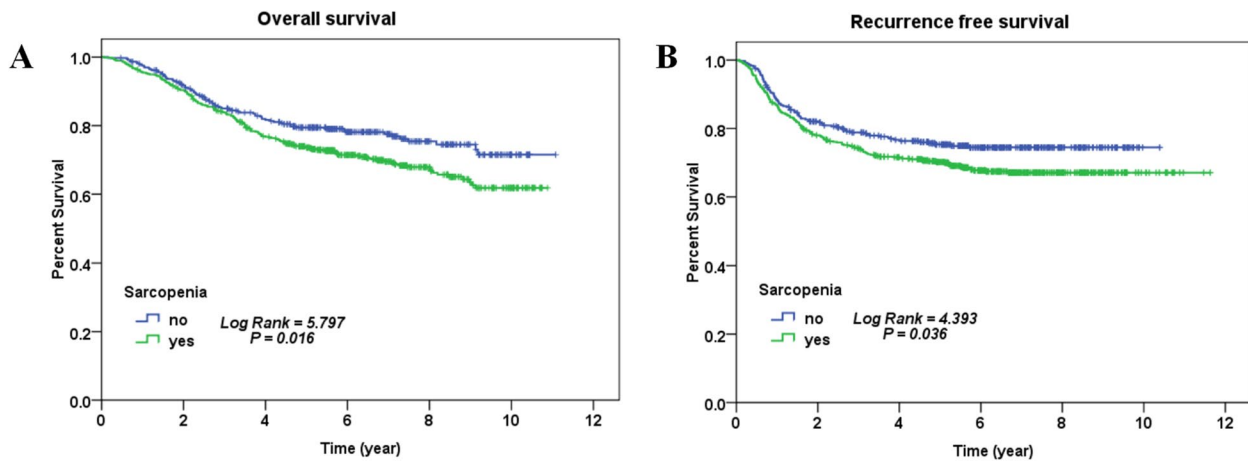 A
Overall survival
Percent Survival
1.0
0.8
0.6
0.4
0.2
0.0
Sarcopenia
no
yes
Log Rank = 5.797
P = 0.016
0 2 4 6 8 10 12
Time (year)
B
Recurrence free survival
Percent Survival
1.0
0.8
0.6
0.4
0.2
0.0
Sarcopenia
no
yes
Log Rank = 4.393
P = 0.036
0 2 4 6 8 10 12
Time (year)